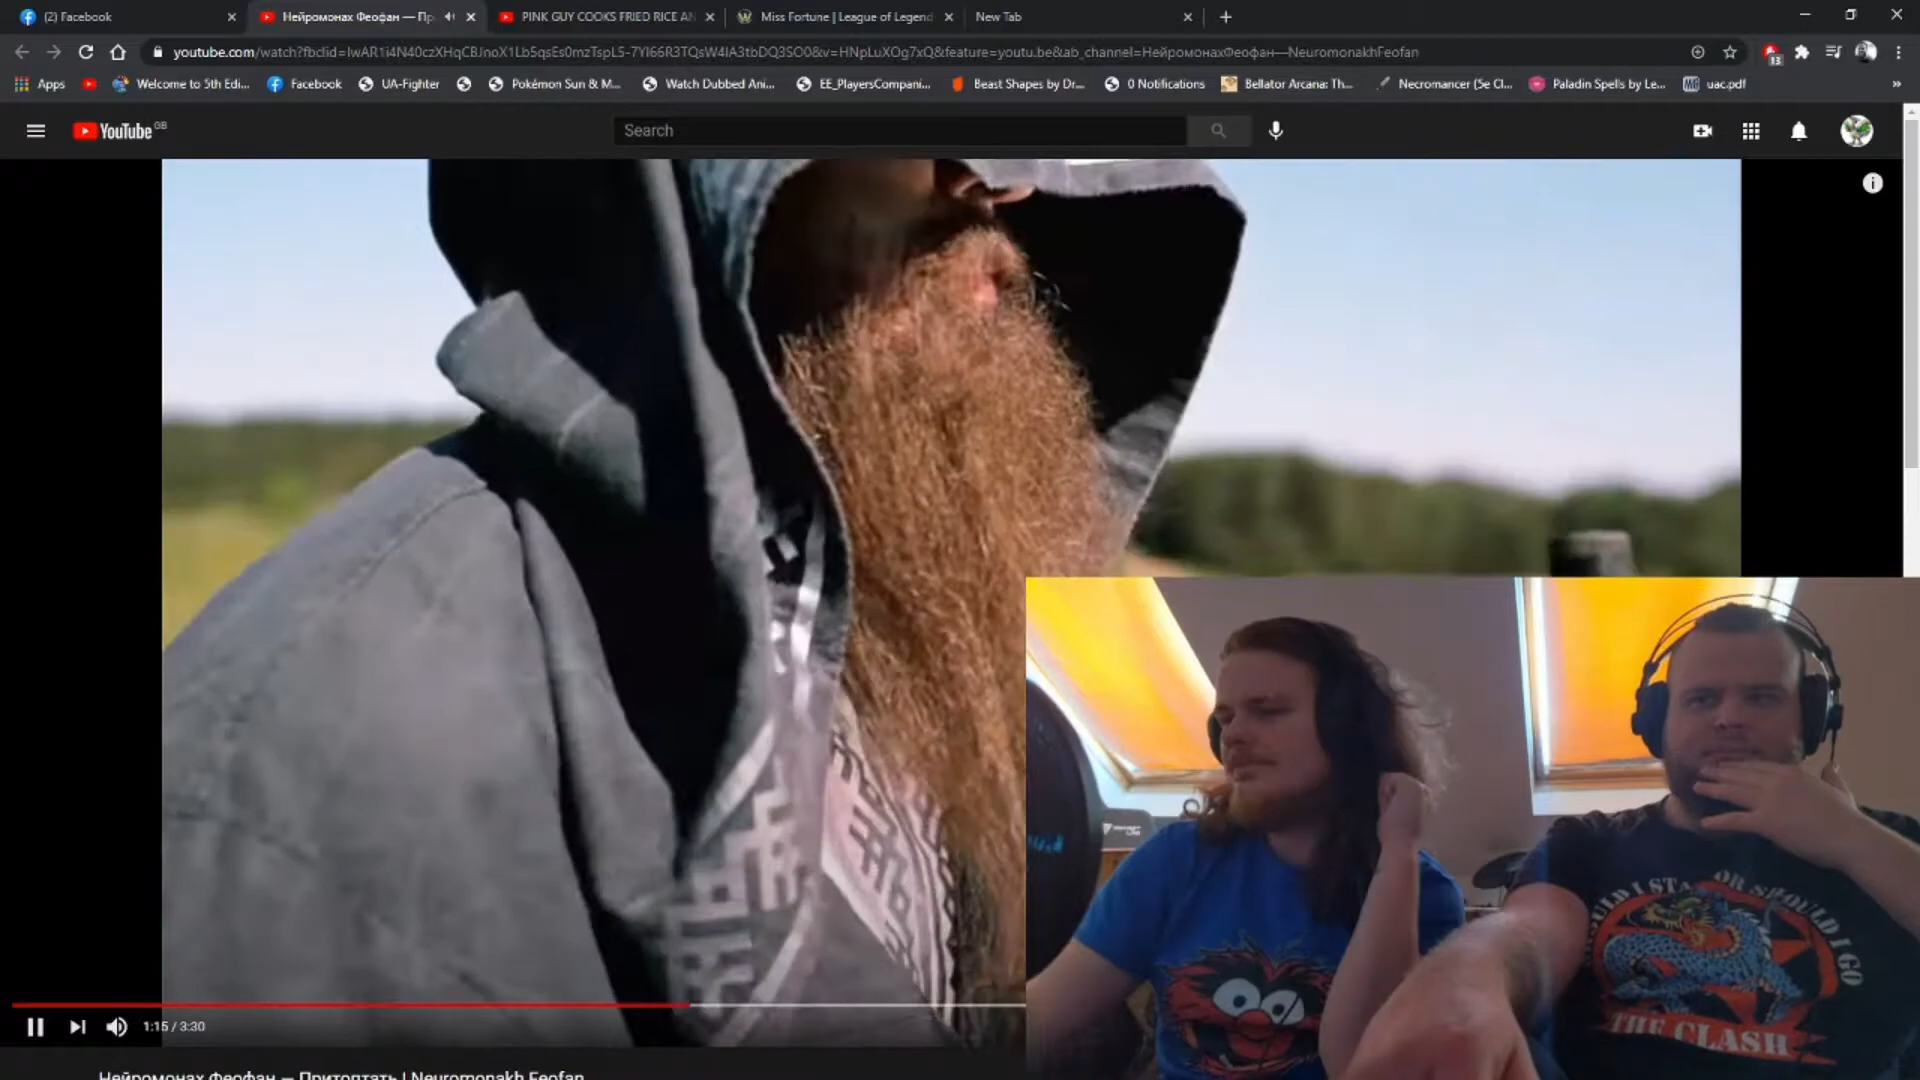 (2) Facebook
Нейромонах Феофан — Пр
PINK GUY COOKS FRIED RICE AN
Miss Fortune | League of Legend
New Tab
youtube.com/watch?fbclid=IwAR1i4N40czXHqCBJnoX1Lb5qsEs0mzTspL5-7YI66R3TQsW4IA3tbDQ3SO0&v=HNpLuXOg7xQ&feature=youtu.be&ab_channel=НейромонахФеофан—NeuromonakhFeofan
Apps
Welcome to 5th Edi...
Facebook
UA-Fighter
Pokémon Sun & M...
Watch Dubbed Ani...
EE_PlayersCompani...
Beast Shapes by Dr...
0 Notifications
Bellator Arcana: Th...
Necromancer (5e Cl...
Paladin Spells by Le...
uac.pdf
»
13
YouTube GB
Search
OR SHOULD I GO
THE CLASH
1:15 / 3:30
Нейромонах Феофан — Притоптать | Neuromonakh Feofan